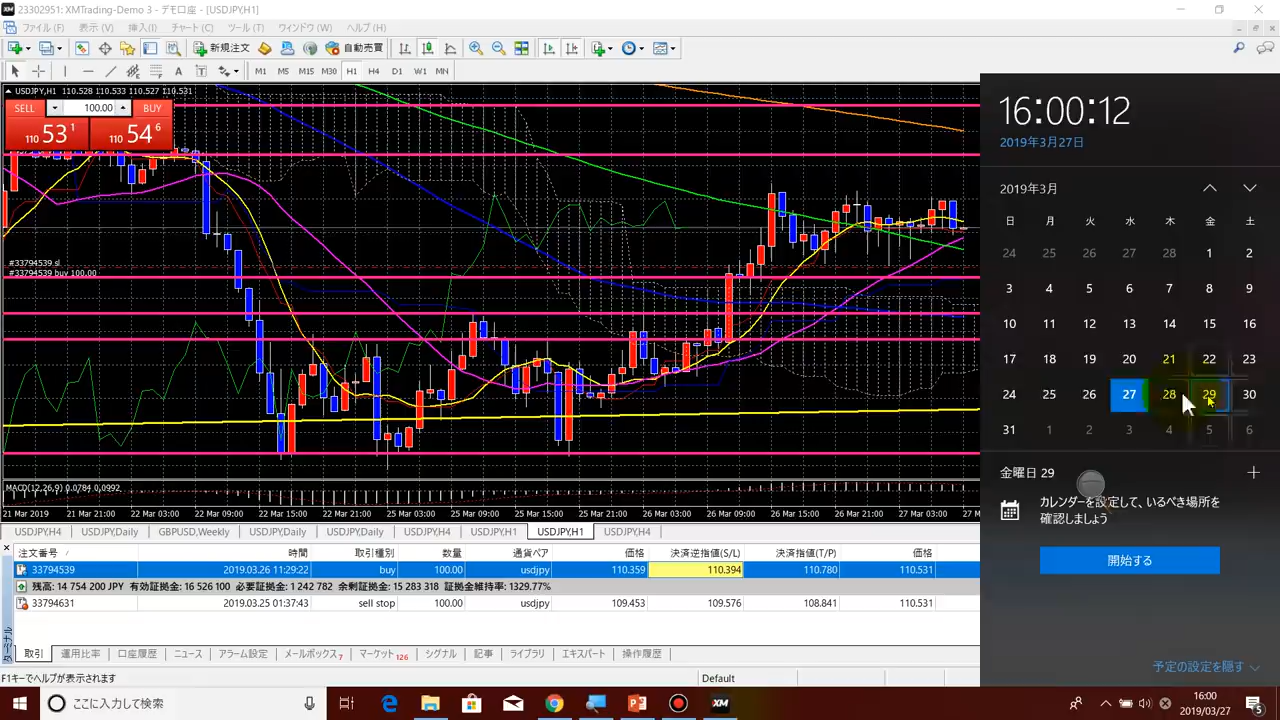 23302951: XMTrading-Demo 3 - デモ口座 - [USDJPY,H1]
ファイル (F) 表示 (V) 挿入(I) チャート (C) ツール (T) ウィンドウ (W) ヘルプ (H)
新規注文 自動売買
A T M1 M5 M15 M30 H1 H4 D1 W1 MN
USDJPY,H1 110.528 110.533 110.527 110.531
SELL 100.00 BUY
110 53 1 110 54 6
#33794539 sl
#33794539 buy 100.00
MACD(12,26,9) 0.0784 0.0992
21 Mar 2019 22 Mar 03:00 22 Mar 09:00 22 Mar 15:00 22 Mar 21:00 25 Mar 03:00 25 Mar 09:00 25 Mar 15:00 25 Mar 21:00 26 Mar 03:00 26 Mar 09:00 26 Mar 15:00 26 Mar 21:00 27 Mar 03:00 27 M
USDJPY,H4 USDJPY,Daily GBPUSD,Weekly USDJPY,Daily USDJPY,Daily USDJPY,H4 USDJPY,H1 USDJPY,H1 USDJPY,H4
注文番号 時間 取引種別 数量 通貨ペア 価格 決済逆指値(S/L) 決済指値(T/P) 価格
33794539 2019.03.26 11:29:22 buy 100.00 usdjpy 110.359 110.394 110.780 110.531
残高: 14 754 200 JPY 有効証拠金: 16 526 100 必要証拠金: 1 242 782 余剰証拠金: 15 283 318 証拠金維持率: 1329.77%
33794631 2019.03.25 01:37:43 sell stop 100.00 usdjpy 109.453 109.576 108.841 110.531
ターミナル
取引 運用比率 口座履歴 ニュース アラーム設定 メールボックス 7 マーケット 126 シグナル 記事 ライブラリ エキスパート 操作履歴
F1キーでヘルプが表示されます Default
16:00:12
2019年3月27日
2019年3月
日 月 火 水 木 金 土
24 25 26 27 28 1 2
3 4 5 6 7 8 9
10 11 12 13 14 15 16
17 18 19 20 21 22 23
24 25 26 27 28 29 30
31 1 2 3 4 5 6
金曜日 29
カレンダーを設定して、いるべき場所を
確認しましょう
開始する
予定の設定を隠す
ここに入力して検索
XM
16:00
2019/03/27
5